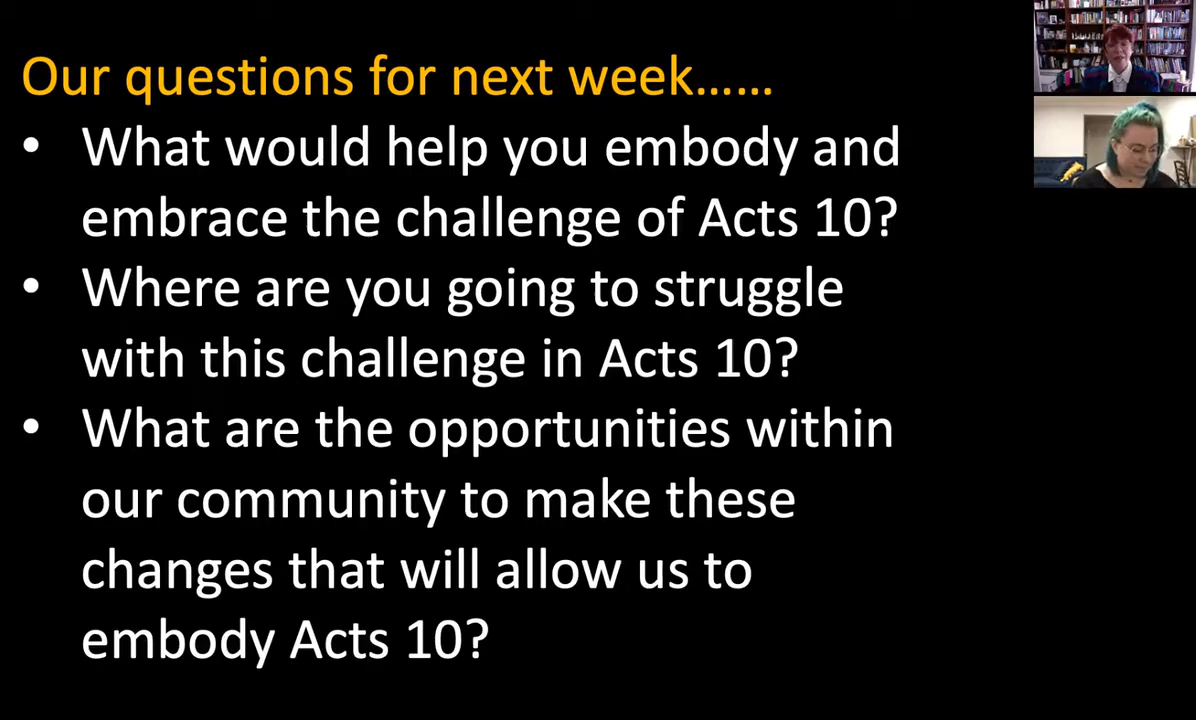 Our questions for next week......
• What would help you embody and
embrace the challenge of Acts 10?
• Where are you going to struggle
with this challenge in Acts 10?
• What are the opportunities within
our community to make these
changes that will allow us to
embody Acts 10?